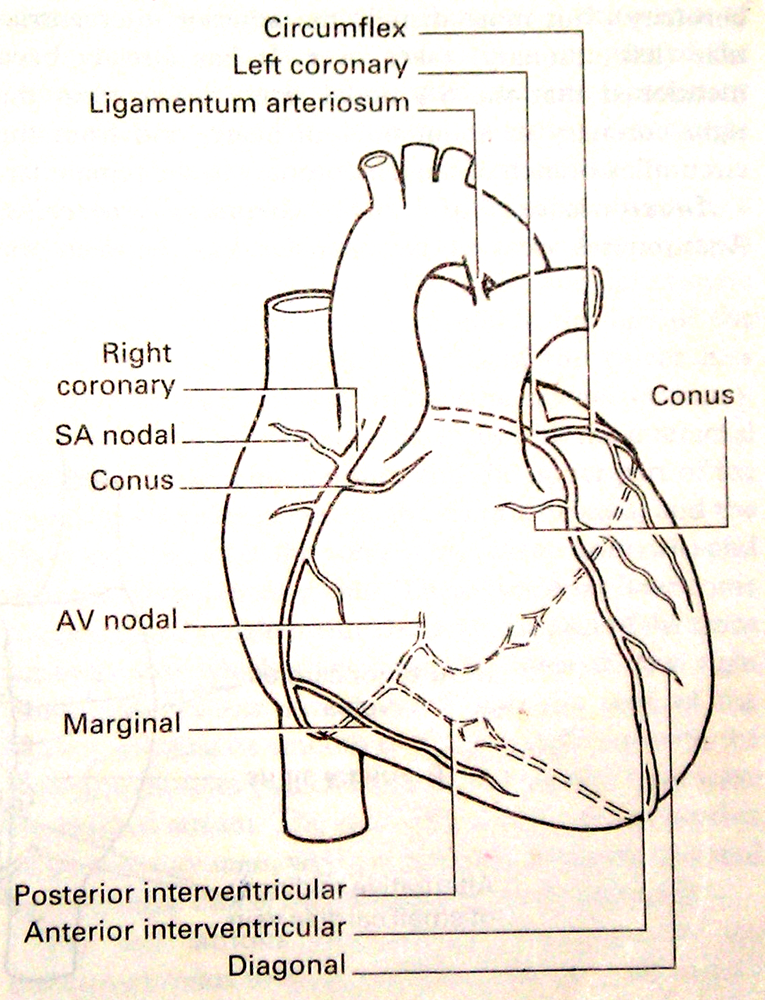 Circumflex
Left coronary
Ligamentum arteriosum
Right
coronary
Conus
SA nodal
Conus
AV nodal
Marginal
Posterior interventricular
Anterior interventricular
Diagonal